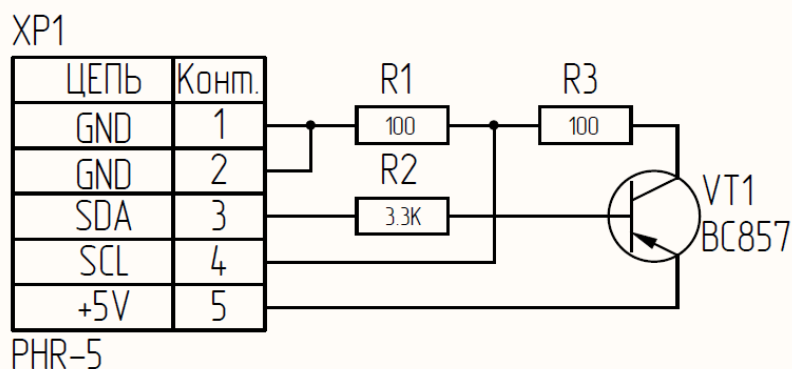 XP1
ЦЕПЬ Конт.
GND 1
GND 2
SDA 3
SCL 4
+5V 5
PHR-5
R1
100
R2
3.3K
R3
100
VT1
BC857